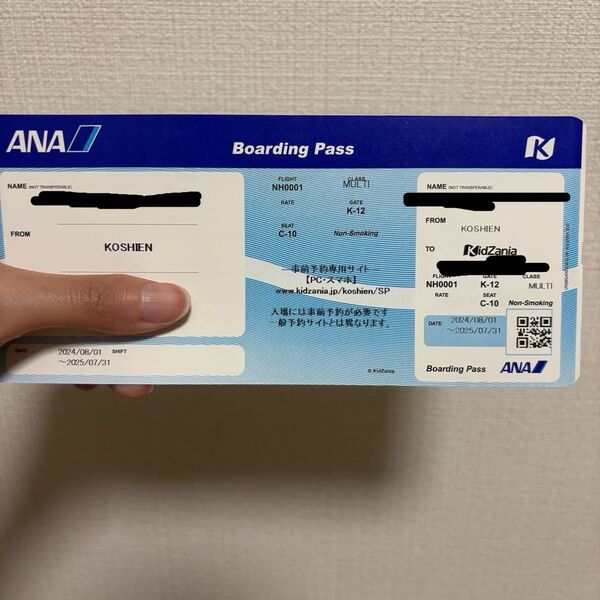 ANA
Boarding Pass
K
NAME (NOT TRANSFERABLE)
FROM
KOSHIEN
DATE
2024/08/01
SHIFT
～2025/07/31
FLIGHT
NH0001
CLASS
MULTI
RATE
GATE
K-12
SEAT
C-10
Non-Smoking
事前予約専用サイト
【PC・スマホ】
www.kidzania.jp/koshien/SP
入場には事前予約が必要です
一般予約サイトとは異なります。
© KidZania
NAME (NOT TRANSFERABLE)
FROM
KOSHIEN
TO
KidZania
FLIGHT
NH0001
GATE
K-12
CLASS
MULTI
RATE
SEAT
C-10
Non-Smoking
DATE
2024/08/01
～2025/07/31
Boarding Pass
ANA